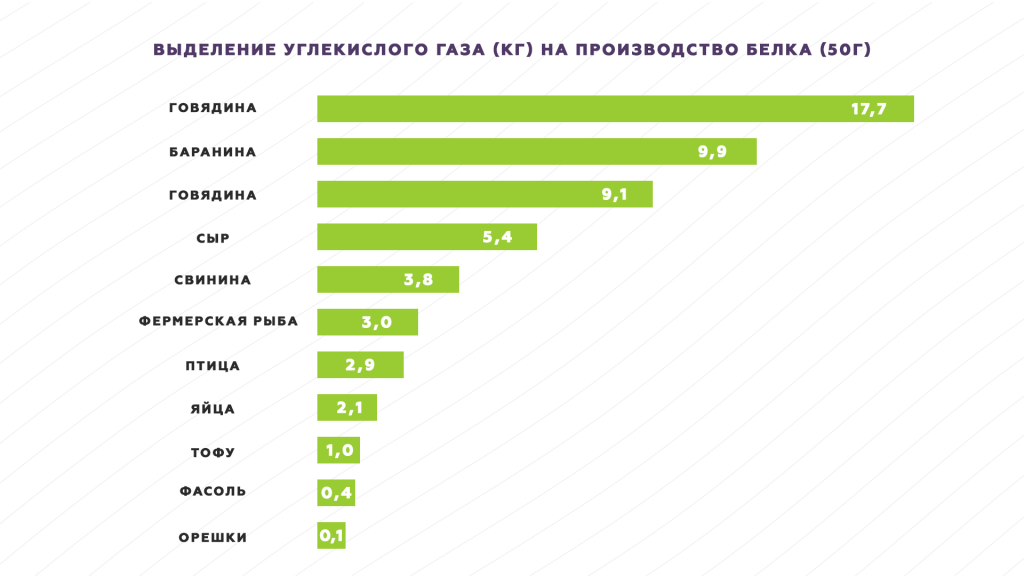 ВЫДЕЛЕНИЕ УГЛЕКИСЛОГО ГАЗА (КГ) НА ПРОИЗВОДСТВО БЕЛКА (50Г)
ГОВЯДИНА 17,7
БАРАНИНА 9,9
ГОВЯДИНА 9,1
СЫР 5,4
СВИНИНА 3,8
ФЕРМЕРСКАЯ РЫБА 3,0
ПТИЦА 2,9
ЯЙЦА 2,1
ТОФУ 1,0
ФАСОЛЬ 0,4
ОРЕШКИ 0,1